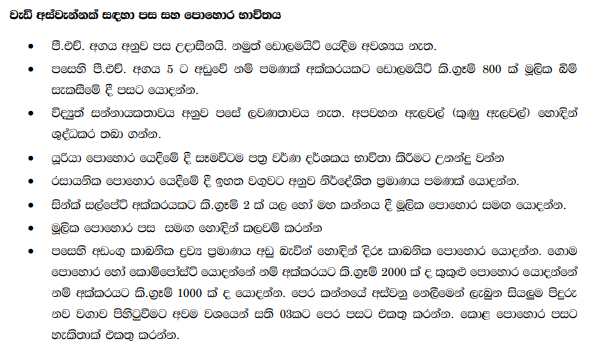 වැඩි අස්වැන්නක් සඳහා පස සහ පොහොර භාවිතය
• පී.එච්. අගය අනුව පස උදාසීනයි. නමුත් ඩොලමයිට් යෙදීම අවශ්‍යය නැත.
• පසෙහි පී.එච්. අගය 5 ට අඩුවේ නම් පමණක් අක්කරයකට ඩොලමයිට් කි.ග්‍රෑම් 800 ක් මූලික බිම්
සැකසීමේ දී පසට යොදන්න.
• විද්‍යුත් සන්නායකතාවය අනුව පසේ ලවණතාවය නැත. අපවහන ඇලවල් (කුණු ඇලවල්) හොඳින්
ශුද්ධකර තබා ගන්න.
• යූරියා පොහොර යෙදීමේ දී සෑමවිටම පත්‍ර වර්ණ දර්ශකය භාවිතා කිරීමට උනන්දු වන්න
• රසායනික පොහොර යෙදීමේ දී ඉහත වගුවට අනුව නිර්දේශිත ප්‍රමාණය පමණක් යොදන්න.
• සින්ක් සල්පේට් අක්කරයකට කි.ග්‍රෑම් 2 ක් යල හෝ මහ කන්නය දී මූලික පොහොර සමඟ යොදන්න.
• මූලික පොහොර පස සමඟ හොඳින් කලවම් කරන්න
• පසෙහි අඩංගු කාබනික ද්‍රව්‍ය ප්‍රමාණය අඩු බැවින් හොඳින් දිරූ කාබනික පොහොර යොදන්න. ගොම
පොහොර හෝ කොම්පෝස්ට් යොදන්නේ නම් අක්කරයකට කි.ග්‍රෑම් 2000 ක් ද කුකුළු පොහොර යොදන්නේ
නම් අක්කරයකට කි.ග්‍රෑම් 1000 ක් ද යොදන්න. පෙර කන්නයේ අස්වනු නෙලීමෙන් ලැබුන සියලුම පිදුරු
නව වගාව පිහිටුවීමට අවම වශයෙන් සති 03කට පෙර පසට එකතු කරන්න. කොළ පොහොර පසට
හැකිතාක් එකතු කරන්න.